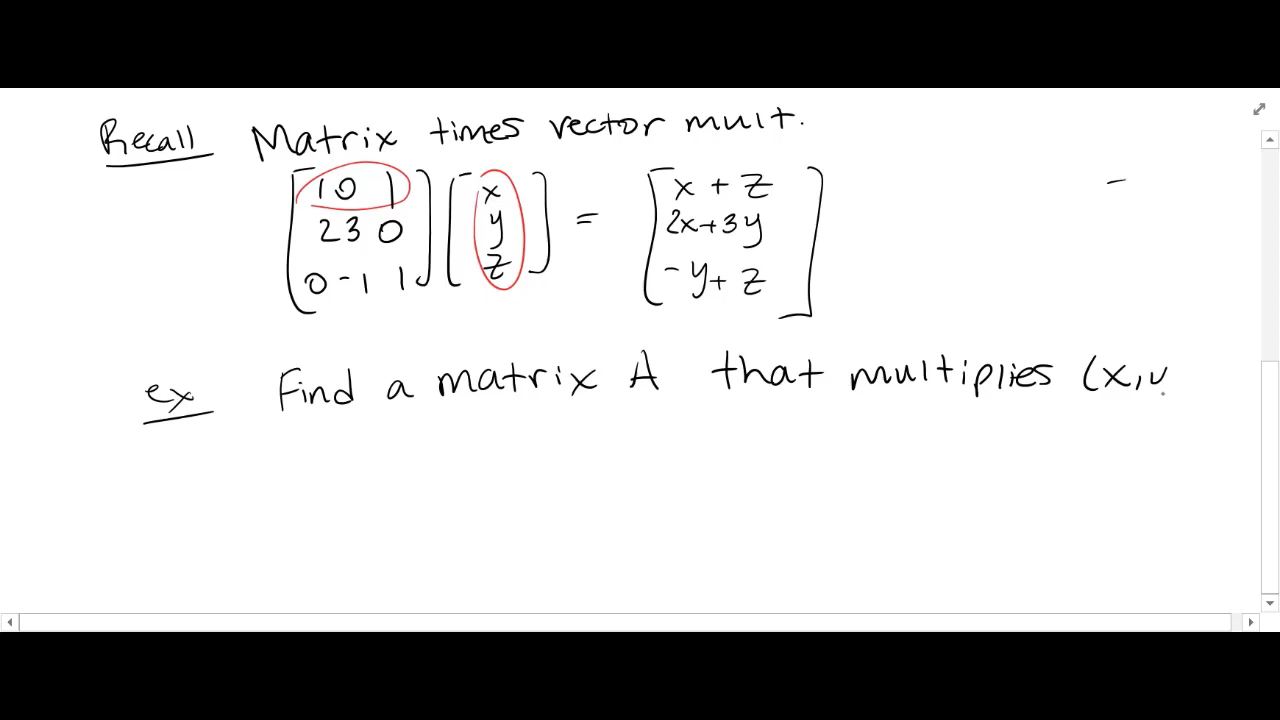 Recall Matrix times vector mult.
[1 0 1] [x] = [x + z]
[2 3 0] [y] [2x+3y]
[0 -1 1] [z] [-y+ z]
ex Find a matrix A that multiplies (x,